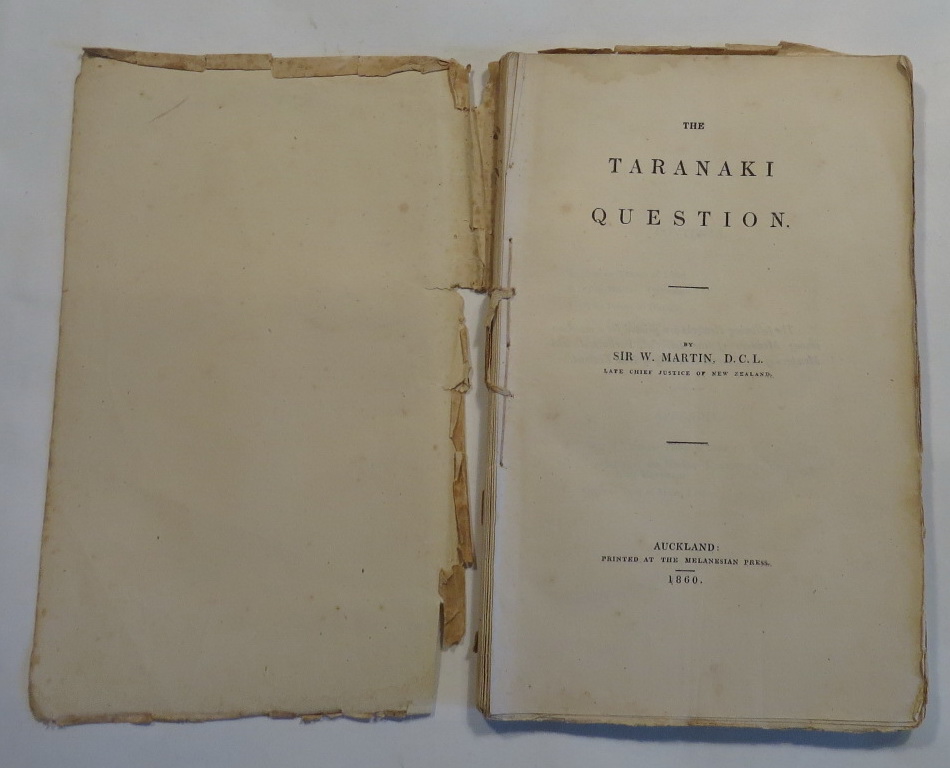 THE
TARANAKI
QUESTION.
BY
SIR W. MARTIN, D.C.L.
LATE CHIEF JUSTICE OF NEW ZEALAND.
AUCKLAND:
PRINTED AT THE MELANESIAN PRESS.
1860.